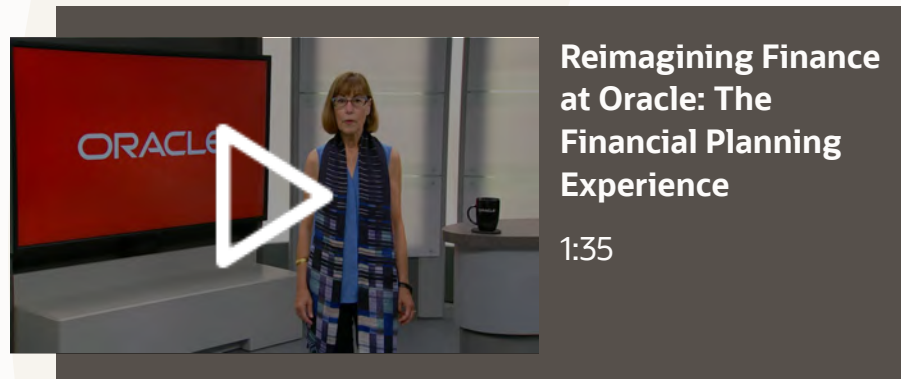 ORACLE
Reimagining Finance
at Oracle: The
Financial Planning
Experience
1:35